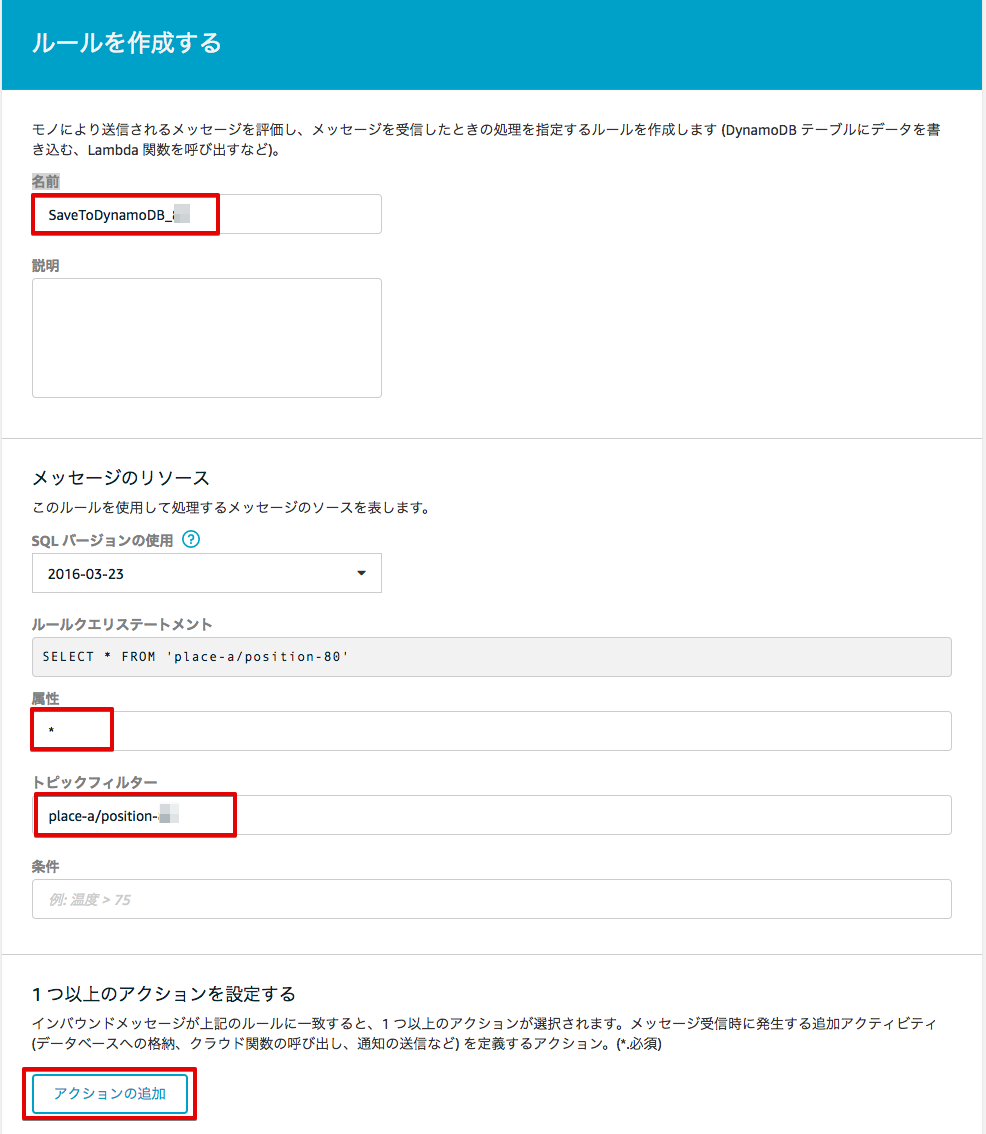 ルールを作成する
モノにより送信されるメッセージを評価し、メッセージを受信したときの処理を指定するルールを作成します (DynamoDB テーブルにデータを書
き込む、Lambda 関数を呼び出すなど)。
名前
SaveToDynamoDB_
説明
メッセージのリソース
このルールを使用して処理するメッセージのソースを表します。
SQL バージョンの使用 ?
2016-03-23
ルールクエリステートメント
SELECT * FROM 'place-a/position-80'
属性
*
トピックフィルター
place-a/position-
条件
例: 温度 > 75
1 つ以上のアクションを設定する
インバウンドメッセージが上記のルールに一致すると、1 つ以上のアクションが選択されます。メッセージ受信時に発生する追加アクティビティ
(データベースへの格納、クラウド関数の呼び出し、通知の送信など) を定義するアクション。(*.必須)
アクションの追加